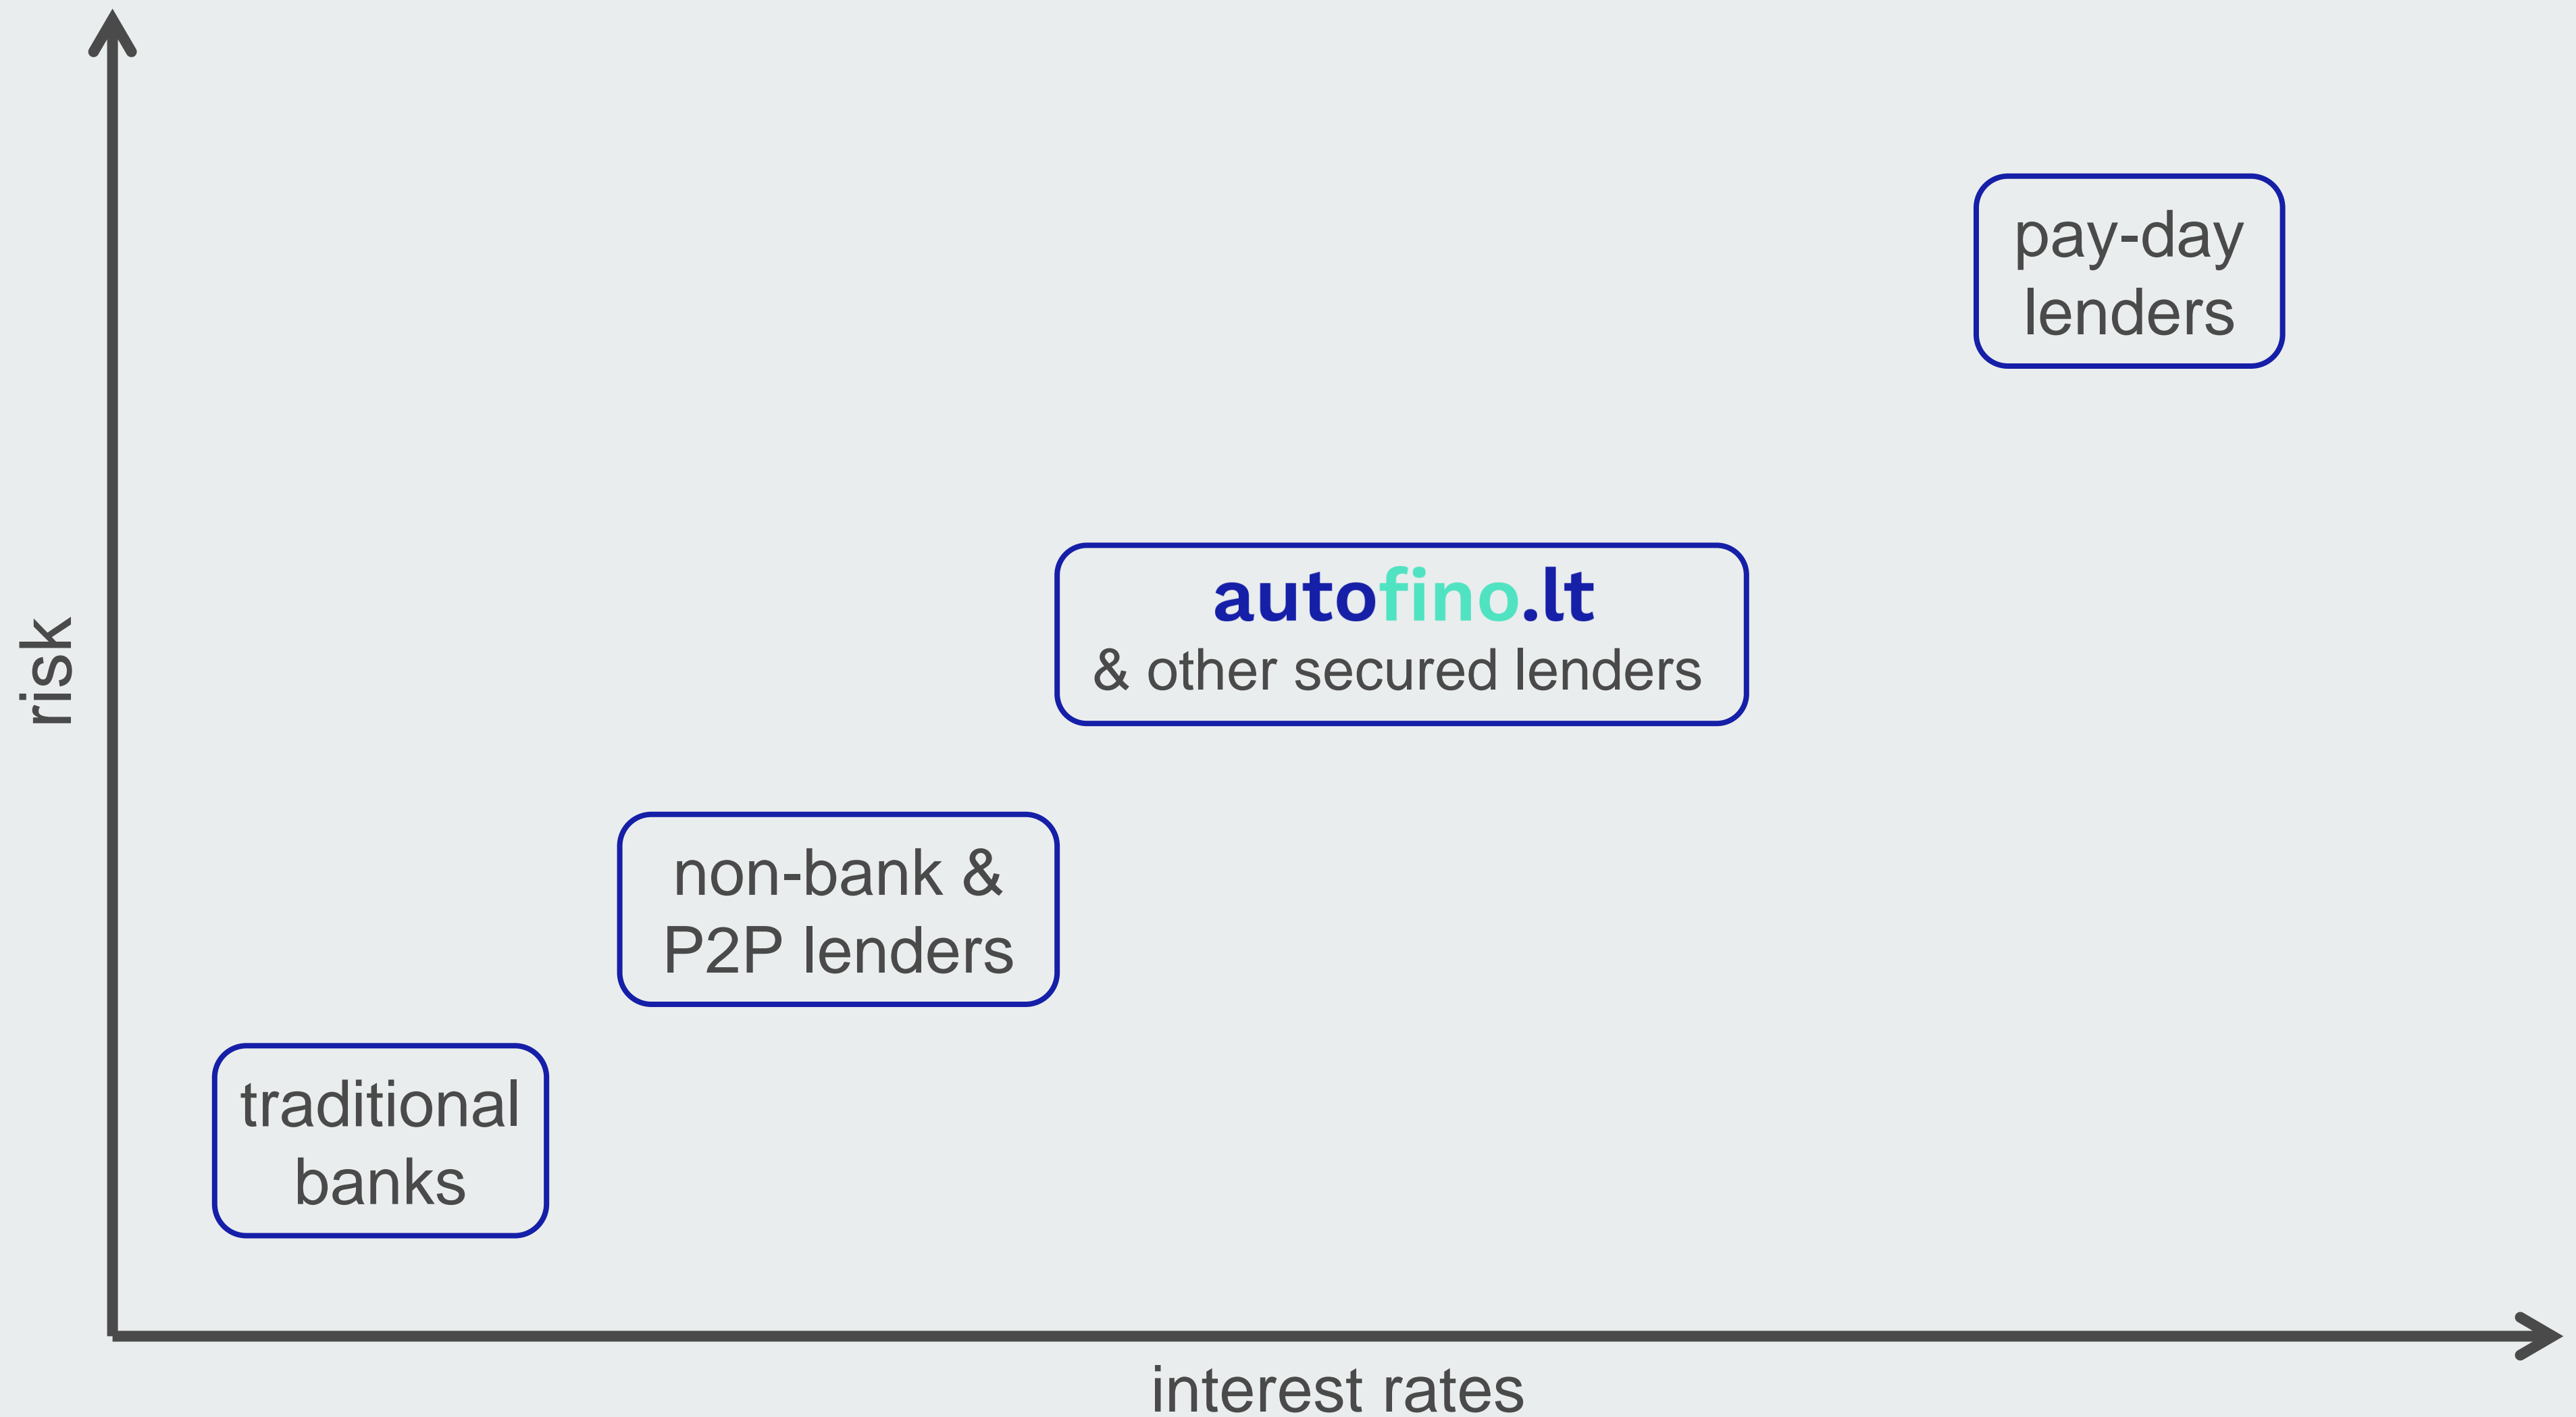 pay-day
lenders
autofino.lt
& other secured lenders
risk
non-bank &
P2P lenders
traditional
banks
interest rates